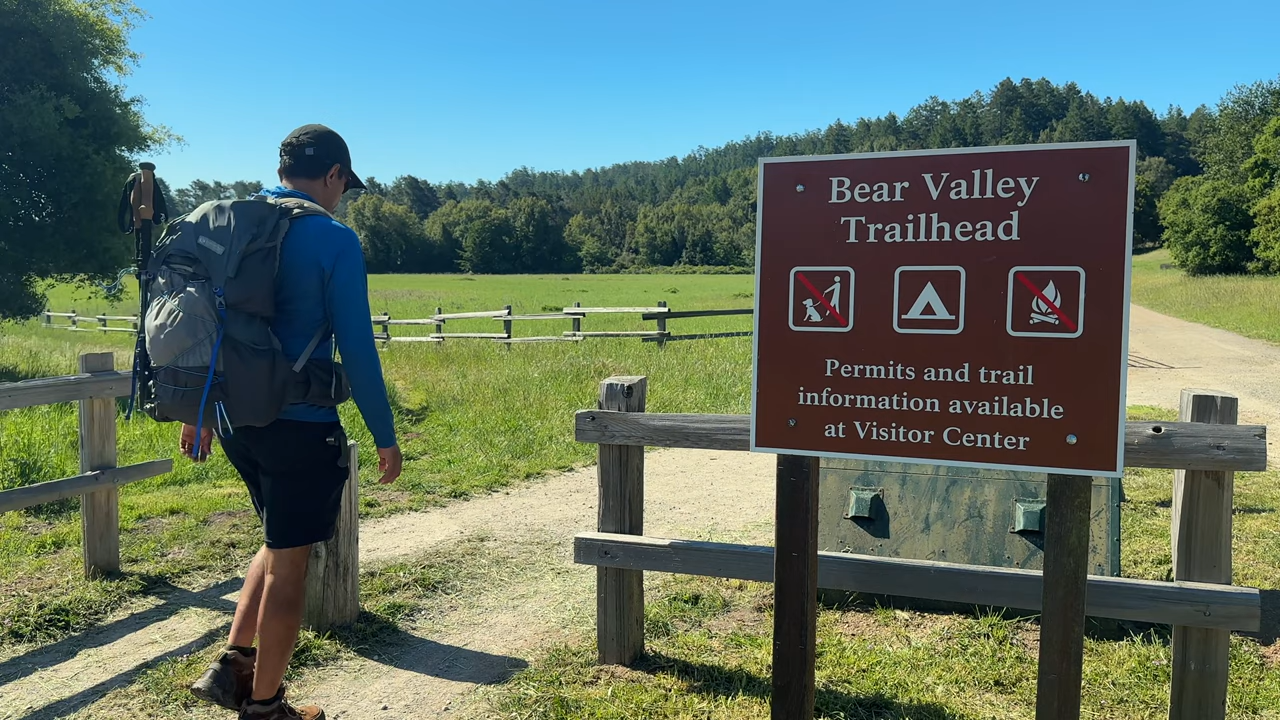 Bear Valley
Trailhead
Permits and trail
information available
at Visitor Center